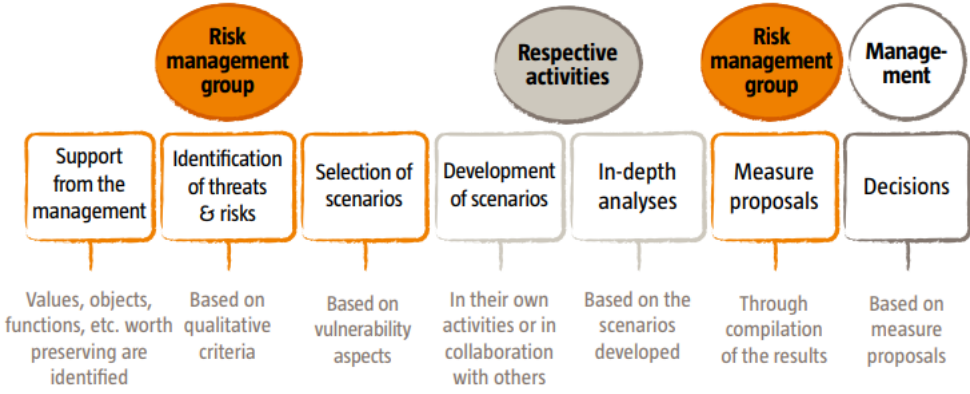 Risk
management
group
Respective
activities
Risk
management
group
Manage-
ment
Support
from the
management
Identification
of threats
& risks
Selection of
scenarios
Development
of scenarios
In-depth
analyses
Measure
proposals
Decisions
Values, objects,
functions, etc. worth
preserving are
identified
Based on
qualitative
criteria
Based on
vulnerability
aspects
In their own
activities or in
collaboration
with others
Based on the
scenarios
developed
Through
compilation
of the results
Based on
measure
proposals